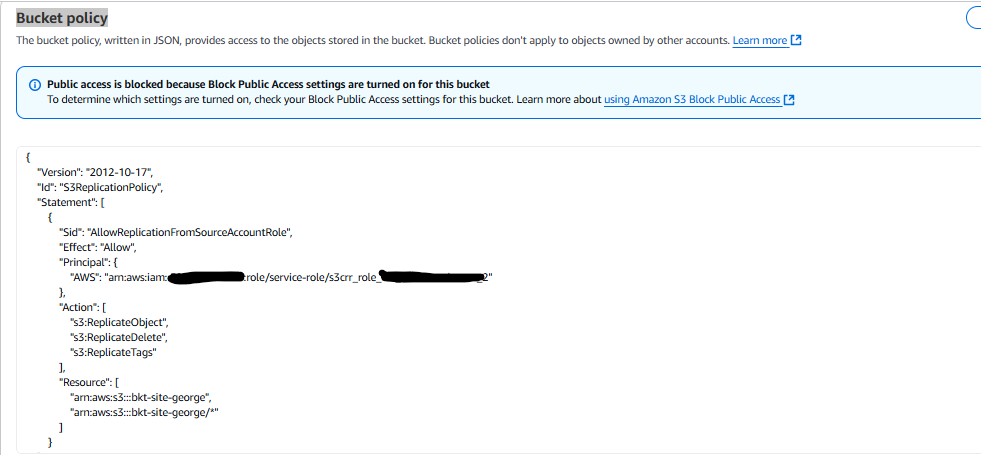 Bucket policy
The bucket policy, written in JSON, provides access to the objects stored in the bucket. Bucket policies don't apply to objects owned by other accounts. Learn more
Public access is blocked because Block Public Access settings are turned on for this bucket
To determine which settings are turned on, check your Block Public Access settings for this bucket. Learn more about using Amazon S3 Block Public Access
{
"Version": "2012-10-17",
"Id": "S3ReplicationPolicy",
"Statement": [
{
"Sid": "AllowReplicationFromSourceAccountRole",
"Effect": "Allow",
"Principal": {
"AWS": "arn:aws:iam: :role/service-role/s3crr_role_ _2"
},
"Action": [
"s3:ReplicateObject",
"s3:ReplicateDelete",
"s3:ReplicateTags"
],
"Resource": [
"arn:aws:s3:::bkt-site-george",
"arn:aws:s3:::bkt-site-george/*"
]
}